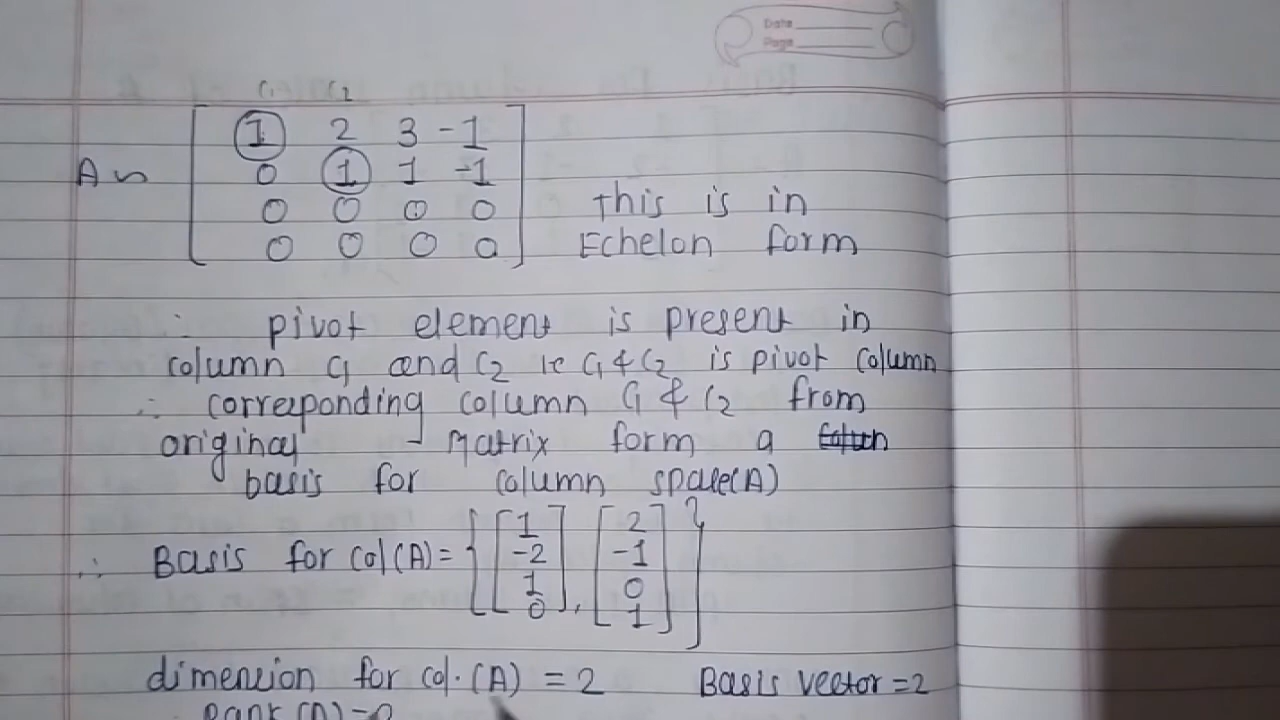 Date
Page
C1 C2
1 2 3 -1
A ~ 0 1 1 -1
0 0 0 0 This is in
0 0 0 0 Echelon form
∴ pivot element is present in
column C1 and C2 ie C1 & C2 is pivot column
∴ corresponding column C1 & C2 from
original Matrix form a
basis for column space(A)
∴ Basis for Col(A) = { [ 1 -2 1 0 ], [ 2 -1 0 1 ] }
dimension for col.(A) = 2 Basis vector = 2